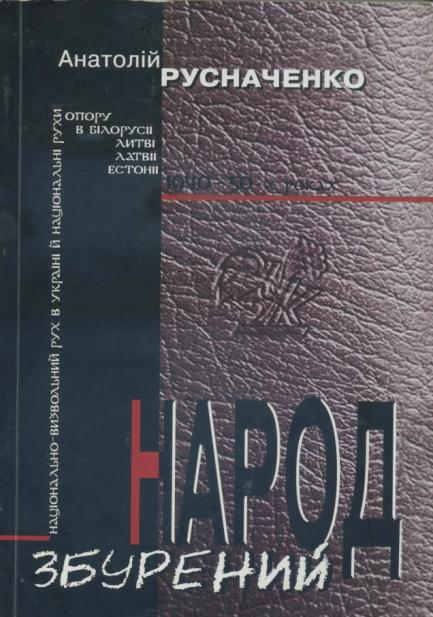 Анатолій
РУСНАЧЕНКО
НАЦІОНАЛЬНО-ВИЗВОЛЬНИЙ РУХ В УКРАЇНІ Й НАЦІОНАЛЬНІ РУХИ
ОПОРУ
В БІЛОРУСІЇ
ЛИТВІ
ЛАТВІЇ
ЕСТОНІЇ
1940-50-х роках
НАРОД
ЗБУРЕНИЙ